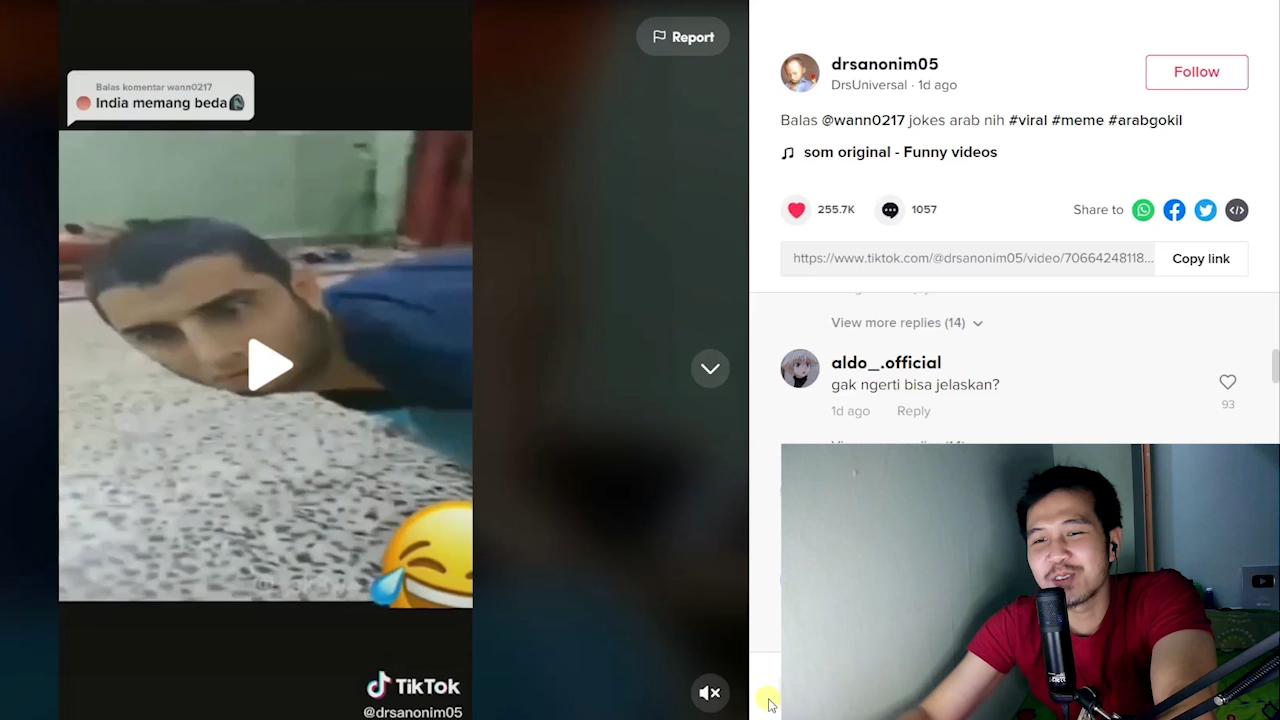 Balas komentar wann0217
India memang beda
TikTok
@drsanonim05
Report
drsanonim05
DrsUniversal · 1d ago
Follow
Balas @wann0217 jokes arab nih #viral #meme #arabgokil
som original - Funny videos
255.7K
1057
Share to
https://www.tiktok.com/@drsanonim05/video/70664248118...
Copy link
View more replies (14)
aldo_.official
gak ngerti bisa jelaskan?
93
1d ago
Reply